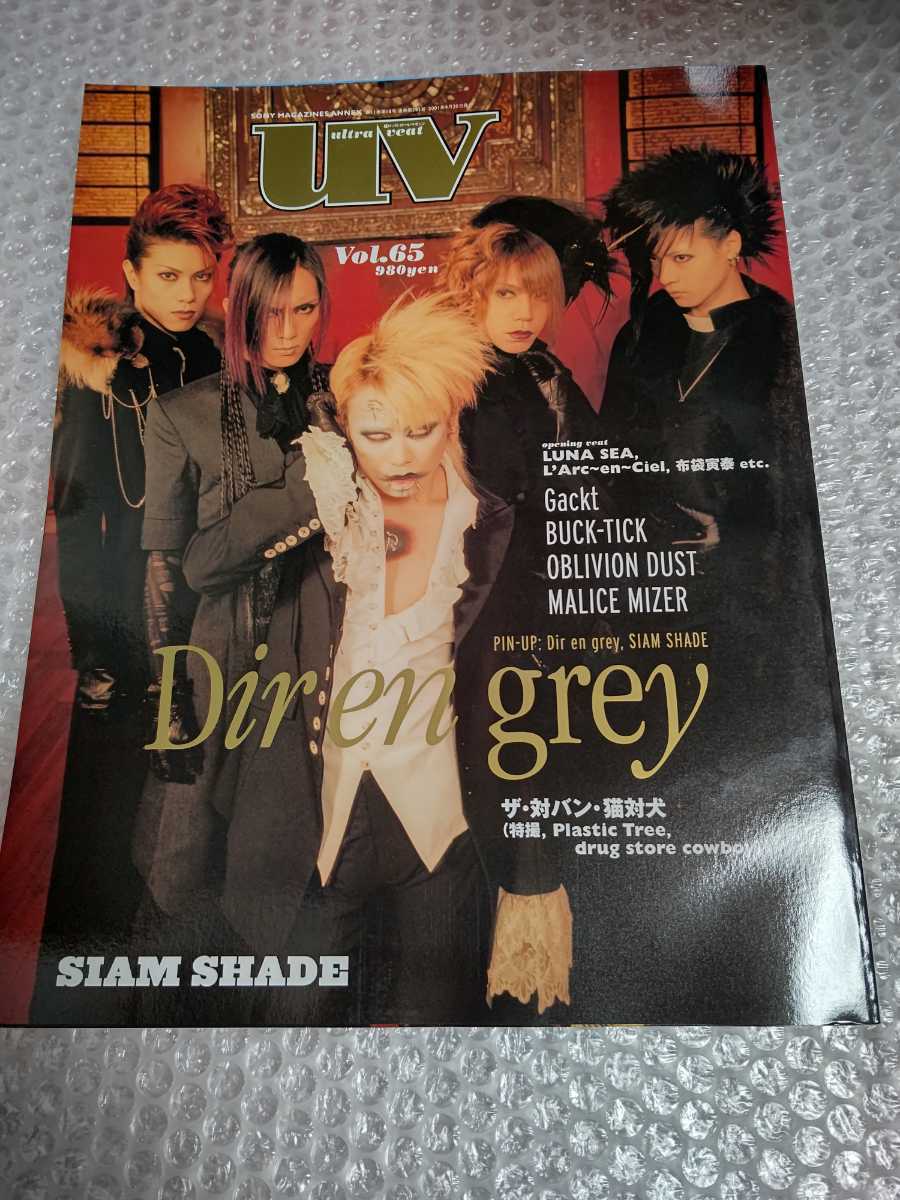 SONY MAGAZINES ANNEX
uv
ultra veat
Vol.65
980yen
opening veat
LUNA SEA,
L'Arc~en~Ciel, 布袋寅泰 etc.
Gackt
BUCK-TICK
OBLIVION DUST
MALICE MIZER
PIN-UP: Dir en grey, SIAM SHADE
Dir en grey
ザ・対バン・猫対犬
(特撮, Plastic Tree,
drug store cowboy
SIAM SHADE